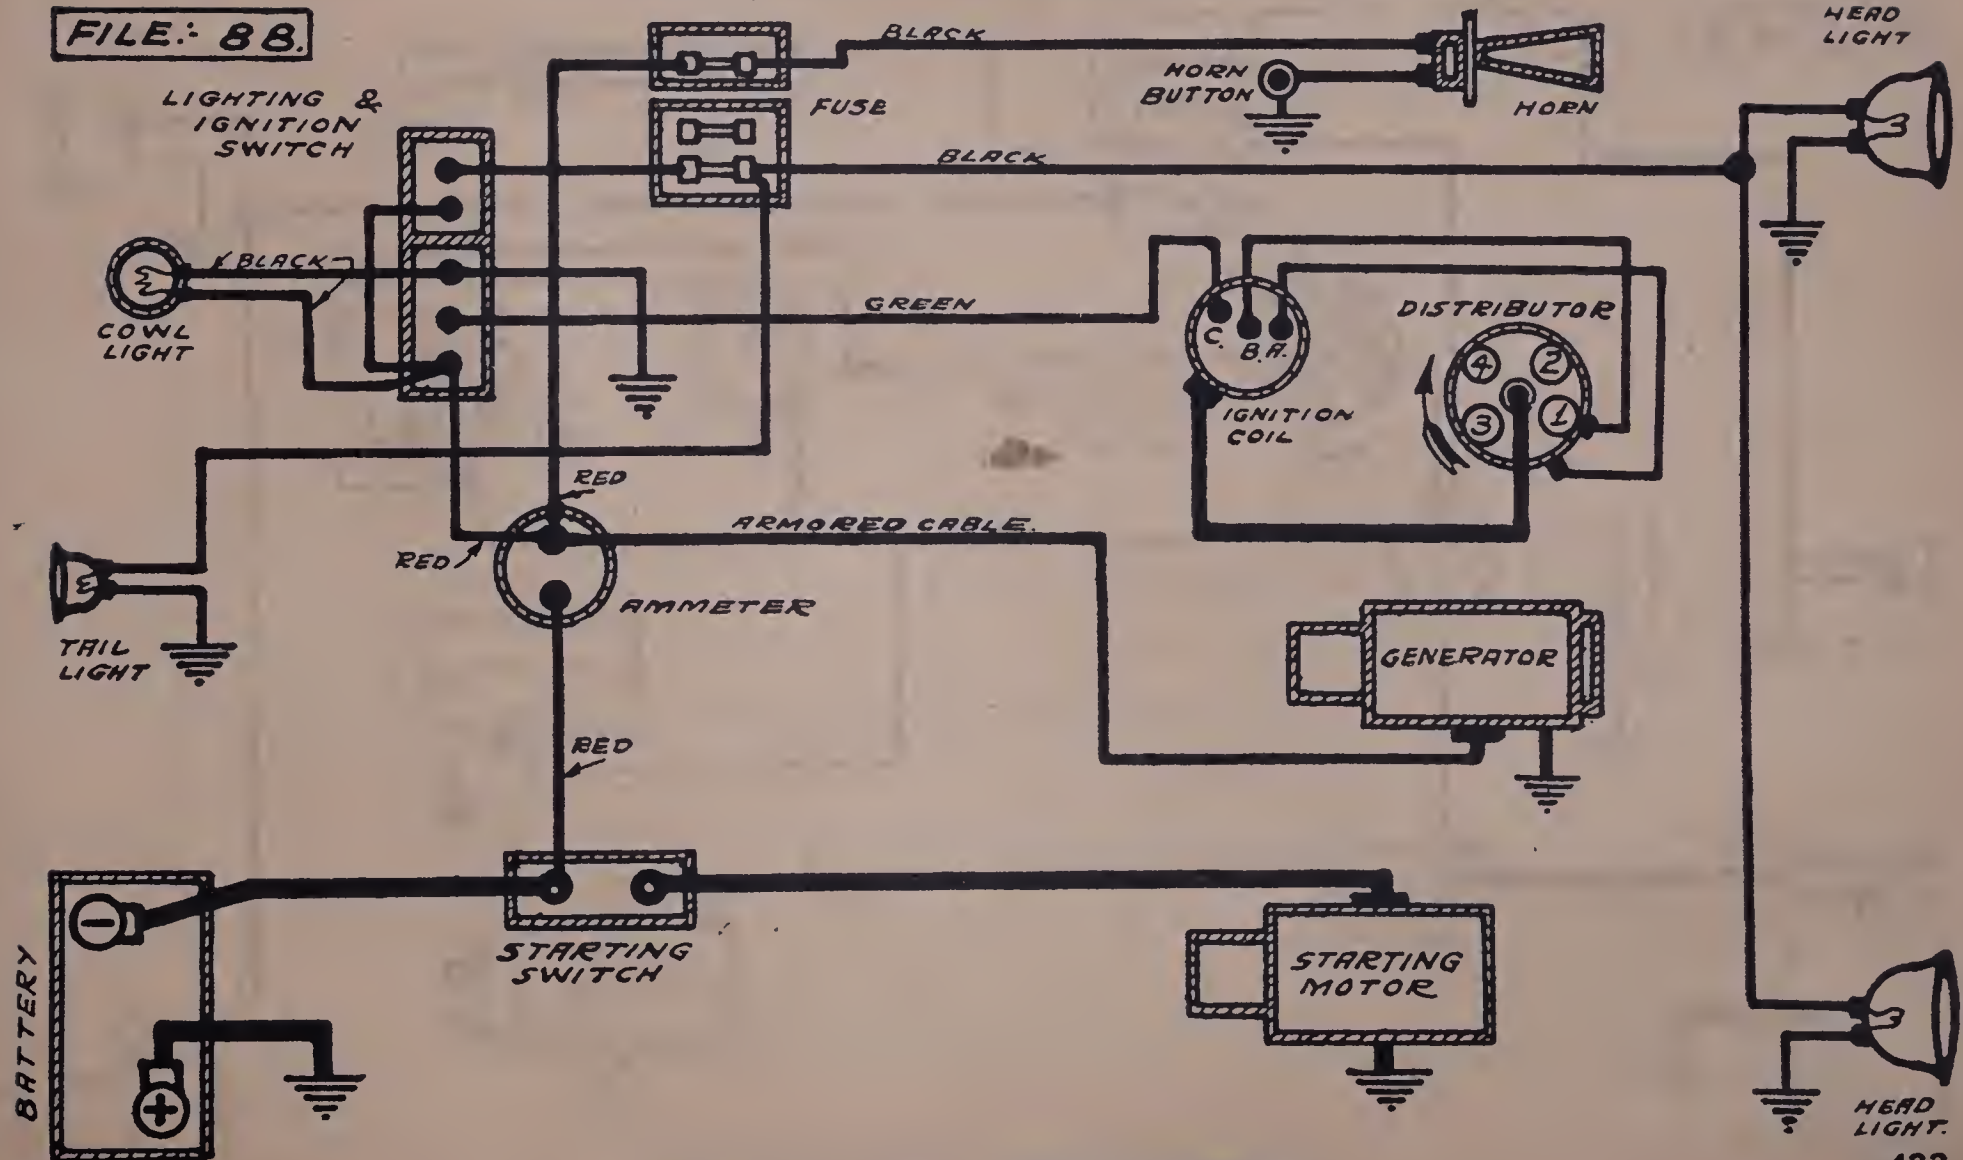 FILE:- 88.
HEAD
LIGHT
BLACK
HORN
BUTTON
HORN
LIGHTING &
IGNITION
SWITCH
FUSE
BLACK
BLACK
COWL
LIGHT
GREEN
C. B. A.
DISTRIBUTOR
4 2
3 1
IGNITION
COIL
RED
RED
ARMORED CABLE.
AMMETER
TAIL
LIGHT
GENERATOR
RED
BATTERY
-
+
STARTING
SWITCH
STARTING
MOTOR
HEAD
LIGHT.